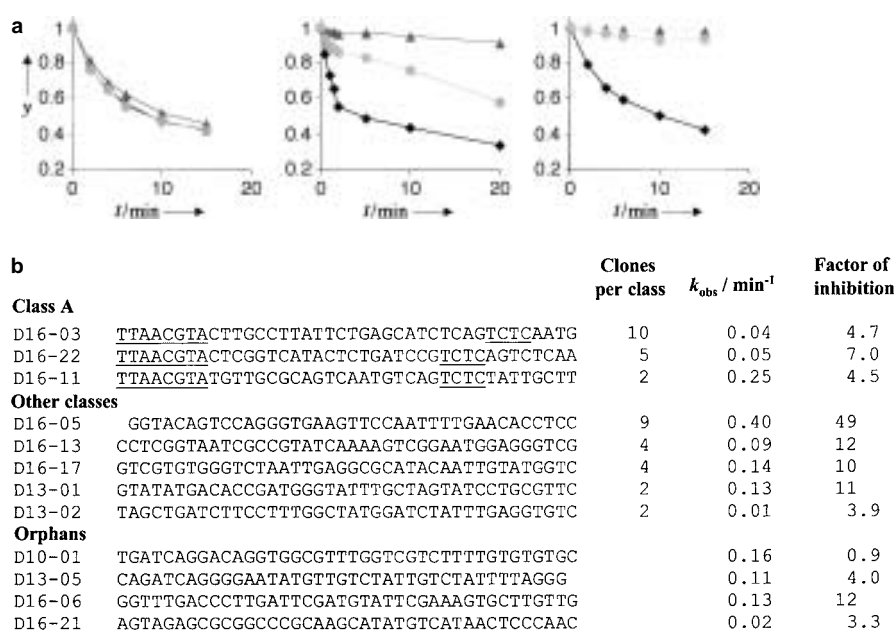 a
1
0.8
0.6
0.4
0.2
y
0
10
20
t/min
1
0.8
0.6
0.4
0.2
0
10
20
t/min
1
0.8
0.6
0.4
0.2
0
10
20
t/min
b
Clones per class
k_obs / min⁻¹
Factor of inhibition
Class A
D16-03 TTAACGTACTTGCCTTATTCTGAGCATCTCAGTCTCAATG 10 0.04 4.7
D16-22 TTAACGTACTCGGTCATACTCTGATCCGTCTCAGTCTCAA 5 0.05 7.0
D16-11 TTAACGTATGTTGCGCAGTCAATGTCAGTCTCTATTGCTT 2 0.25 4.5
Other classes
D16-05 GGTACAGTCCAGGGTGAAGTTCCAATTTTGAACACCTCC 9 0.40 49
D16-13 CCTCGGTAATCGCCGTATCAAAAGTCGGAATGGAGGGTCG 4 0.09 12
D16-17 GTCGTGTGGGTCTAATTGAGGCGCATACAATTGTATGGTC 4 0.14 10
D13-01 GTATATGACACCGATGGGTATTTGCTAGTATCCTGCGTTC 2 0.13 11
D13-02 TAGCTGATCTTCCTTTGGCTATGGATCTATTTGAGGTGTC 2 0.01 3.9
Orphans
D10-01 TGATCAGGACAGGTGGCGTTTGGTCGTCTTTTGTGTGTGC 0.16 0.9
D13-05 CAGATCAGGGGAATATGTTGTCTATTGTCTATTTTAGGG 0.11 4.0
D16-06 GGTTTGACCCTTGATTCGATGTATTCGAAAGTGCTTGTTG 0.13 12
D16-21 AGTAGAGCGCGGCCCGCAAGCATATGTCATAACTCCCAAC 0.02 3.3